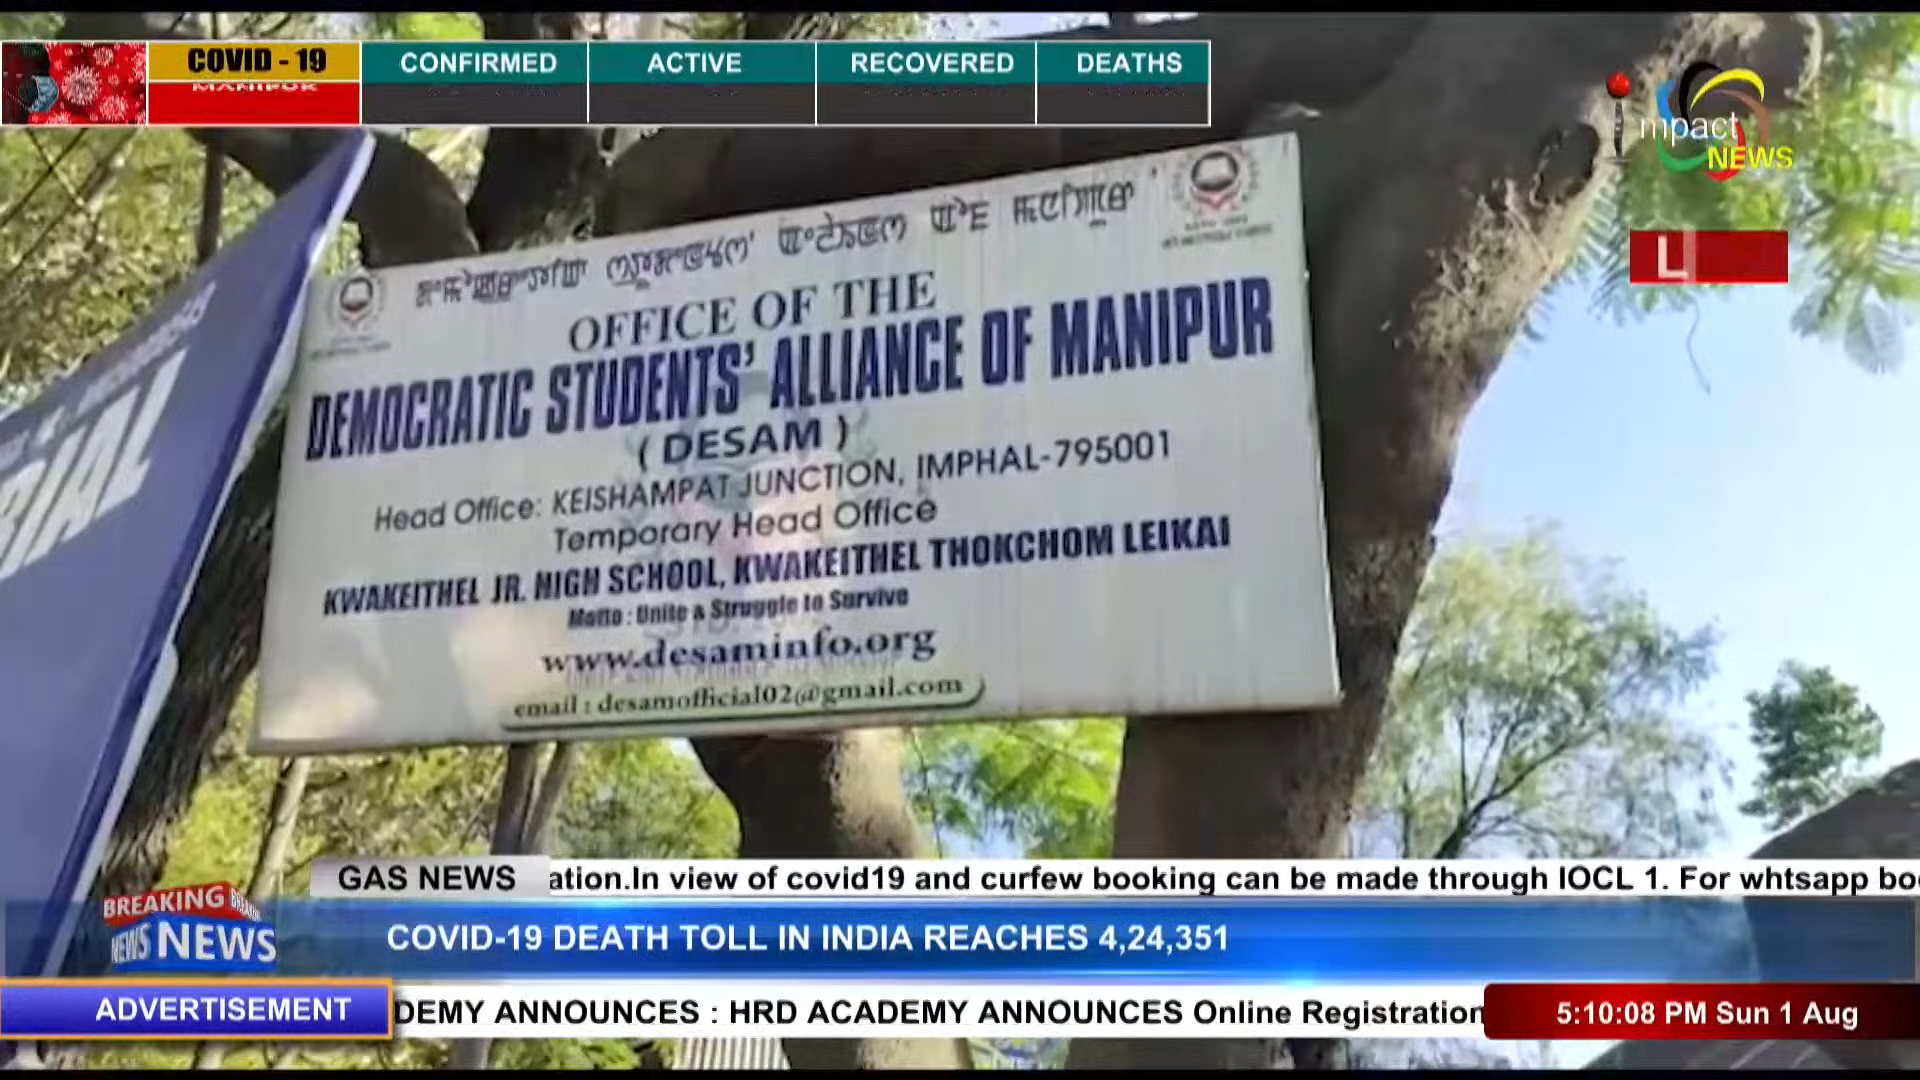 COVID - 19
CONFIRMED
ACTIVE
RECOVERED
DEATHS
impact
NEWS
L
OFFICE OF THE
DEMOCRATIC STUDENTS' ALLIANCE OF MANIPUR
( DESAM )
Head Office: KEISHAMPAT JUNCTION, IMPHAL-795001
Temporary Head Office
KWAKEITHEL JR. HIGH SCHOOL, KWAKEITHEL THOKCHOM LEIKAI
Motto : Unite & Struggle to Survive
www.desaminfo.org
email : desamofficial02@gmail.com
GAS NEWS
ation.In view of covid19 and curfew booking can be made through IOCL 1. For whtsapp bo
BREAKING
NEWS NEWS
COVID-19 DEATH TOLL IN INDIA REACHES 4,24,351
ADVERTISEMENT
DEMY ANNOUNCES : HRD ACADEMY ANNOUNCES Online Registration
5:10:08 PM Sun 1 Aug